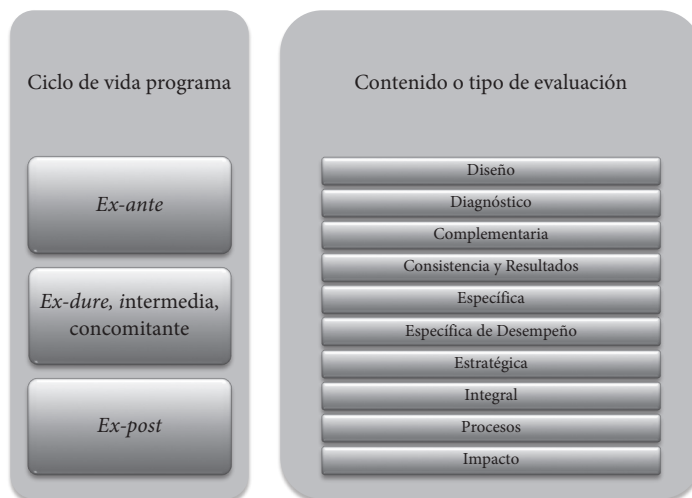 Ciclo de vida programa
Ex-ante
Ex-dure, intermedia,
concomitante
Ex-post
Contenido o tipo de evaluación
Diseño
Diagnóstico
Complementaria
Consistencia y Resultados
Específica
Específica de Desempeño
Estratégica
Integral
Procesos
Impacto